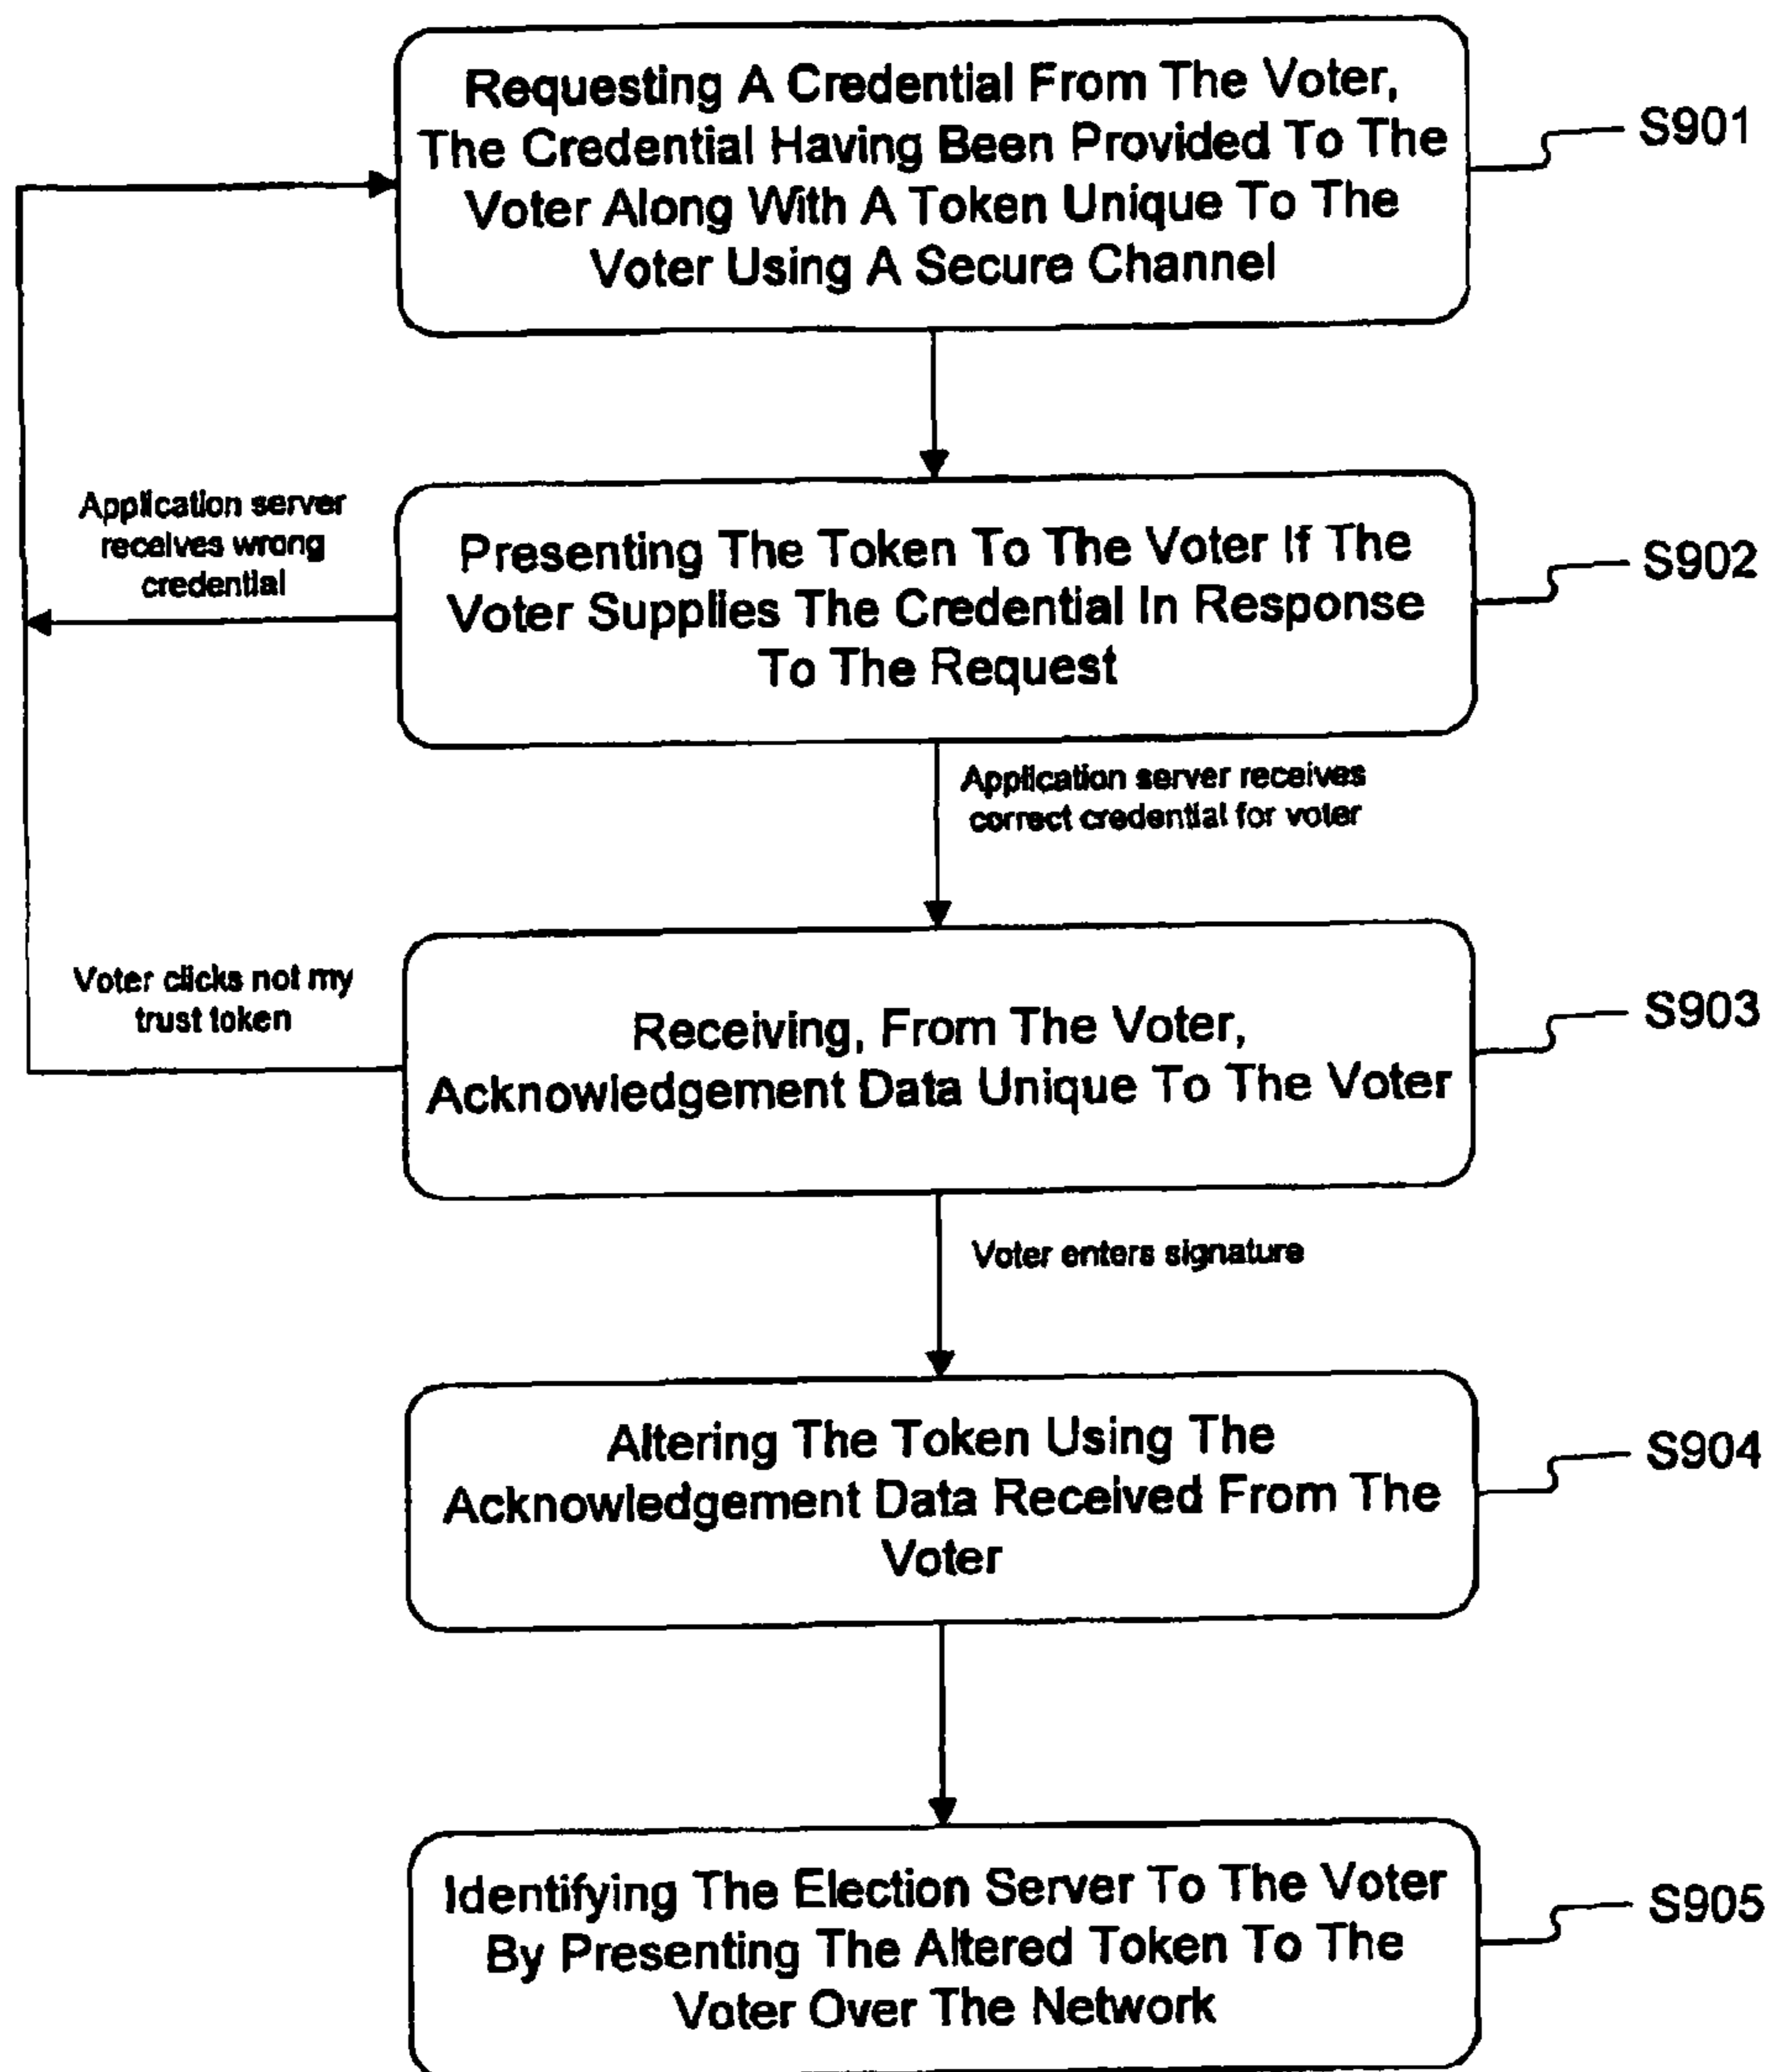 Requesting A Credential From The Voter,
The Credential Having Been Provided To The
Voter Along With A Token Unique To The
Voter Using A Secure Channel
S901
Application server
receives wrong
credential
Presenting The Token To The Voter If The
Voter Supplies The Credential In Response
To The Request
S902
Application server receives
correct credential for voter
Voter clicks not my
trust token
Receiving, From The Voter,
Acknowledgement Data Unique To The Voter
S903
Voter enters signature
Altering The Token Using The
Acknowledgement Data Received From The
Voter
S904
Identifying The Election Server To The Voter
By Presenting The Altered Token To The
Voter Over The Network
S905